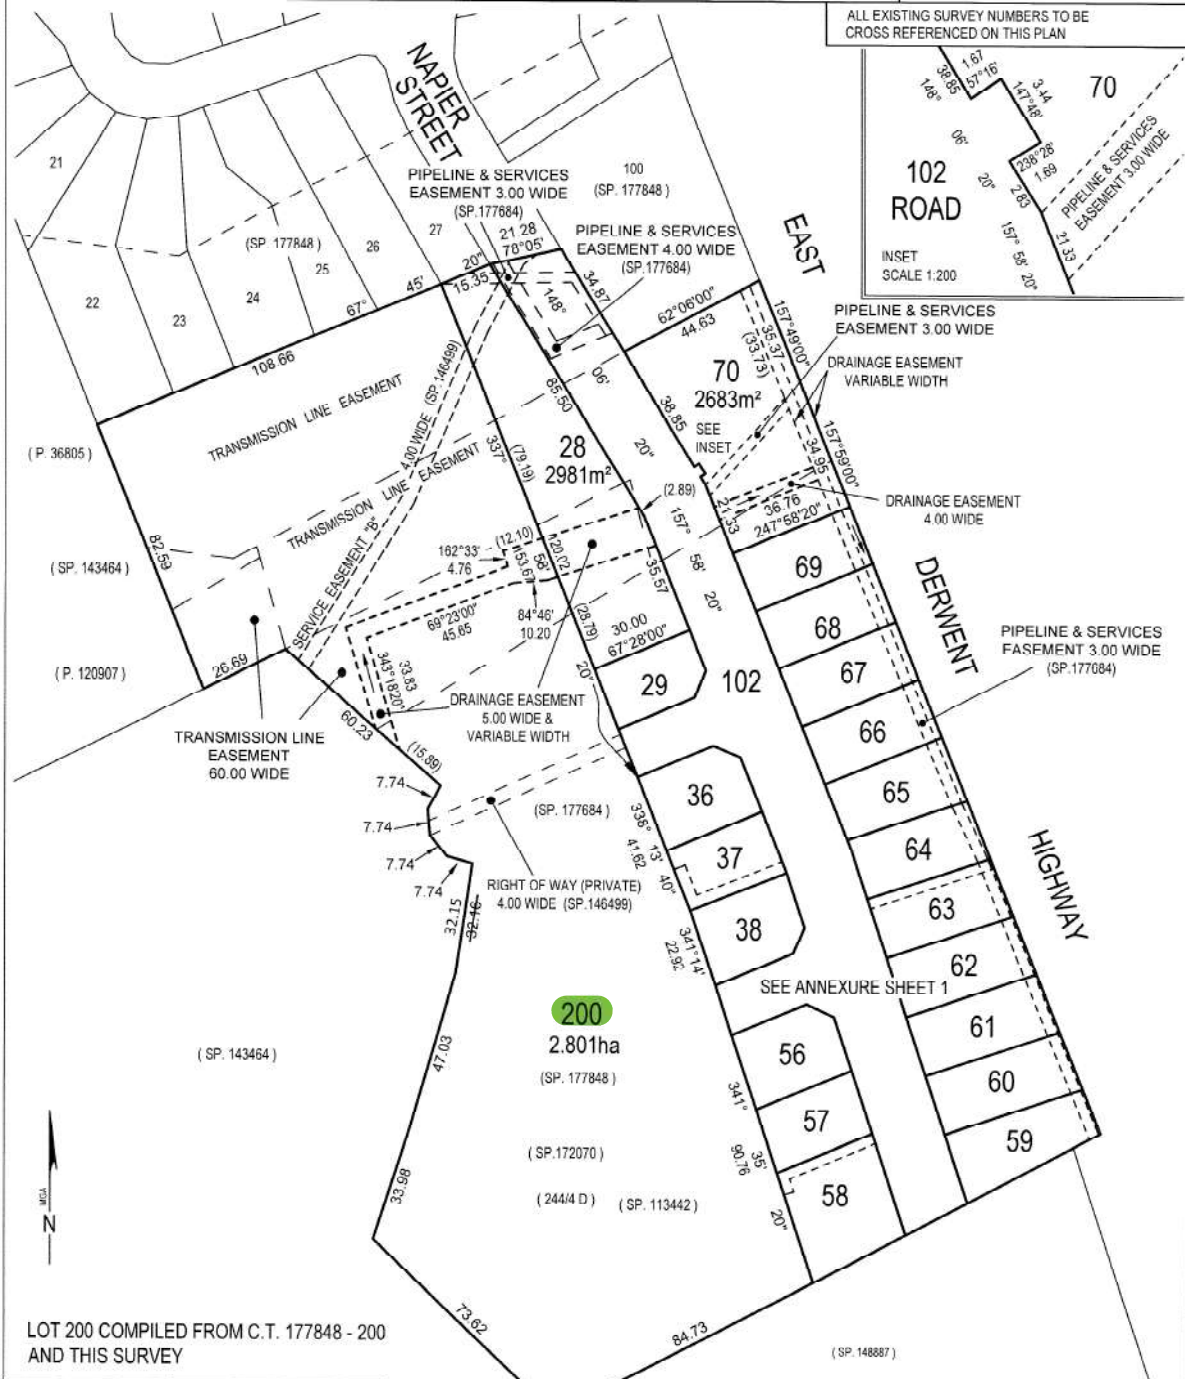 ALL EXISTING SURVEY NUMBERS TO BE
CROSS REFERENCED ON THIS PLAN
38.85
148°
06'
20"
1.67
57°16'
3.44
147°48'
70
238°28'
1.69
2.83
157° 58' 20"
21.33
PIPELINE & SERVICES
EASEMENT 3.00 WIDE
102
ROAD
INSET
SCALE 1:200
NAPIER
STREET
21
22
23
24
25
26
27
(SP. 177848)
100
(SP. 177848)
PIPELINE & SERVICES
EASEMENT 3.00 WIDE
(SP.177684)
PIPELINE & SERVICES
EASEMENT 4.00 WIDE
(SP.177684)
21.28
78°05'
67° 45' 20"
108.66
15.35
34.87
148° 06' 20"
62°06'00"
44.63
EAST
DERWENT
HIGHWAY
157°49'00"
35.37
(33.73)
PIPELINE & SERVICES
EASEMENT 3.00 WIDE
DRAINAGE EASEMENT
VARIABLE WIDTH
70
2683m²
SEE
INSET
38.85
85.50
157°59'00"
34.95
DRAINAGE EASEMENT
4.00 WIDE
36.76
247°58'20"
21.33
TRANSMISSION LINE EASEMENT
TRANSMISSION LINE EASEMENT
4.00 WIDE (SP.146499)
SERVICE EASEMENT "B"
(P. 36805)
(SP. 143464)
(P. 120907)
82.59
26.69
28
2981m²
337° 58' 20"
(79.19)
(2.89)
157° 58' 20"
(12.10)
162°33'
4.76
53.67
(20.02)
35.57
84°46'
10.20
(28.79)
30.00
67°28'00"
69°23'00"
45.65
33.83
343°18'20"
DRAINAGE EASEMENT
5.00 WIDE &
VARIABLE WIDTH
TRANSMISSION LINE
EASEMENT
60.00 WIDE
60.23
(15.89)
7.74
7.74
7.74
7.74
29
102
69
68
67
66
65
64
63
62
61
60
59
PIPELINE & SERVICES
EASEMENT 3.00 WIDE
(SP.177684)
36
37
38
(SP. 177684)
338° 13' 40"
41.62
RIGHT OF WAY (PRIVATE)
4.00 WIDE (SP.146499)
32.15
32.16
341°14'
22.92
SEE ANNEXURE SHEET 1
200
2.801ha
(SP. 177848)
(SP. 143464)
47.03
56
57
58
341° 35' 20"
90.76
(SP.172070)
(244/4 D)
(SP. 113442)
33.98
MGA
N
73.62
84.73
(SP. 148887)
LOT 200 COMPILED FROM C.T. 177848 - 200
AND THIS SURVEY